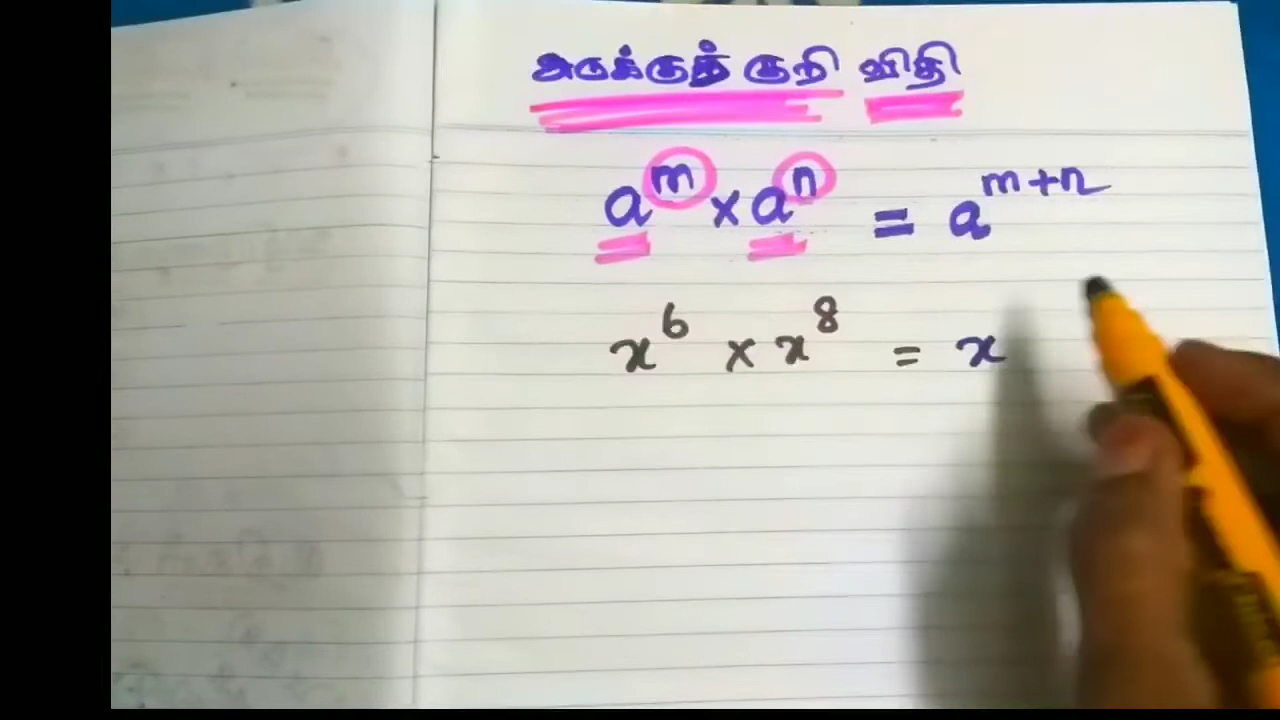 அடுக்குக் குறி விதி
a^m × a^n = a^{m+n}
x^6 × x^8 = x